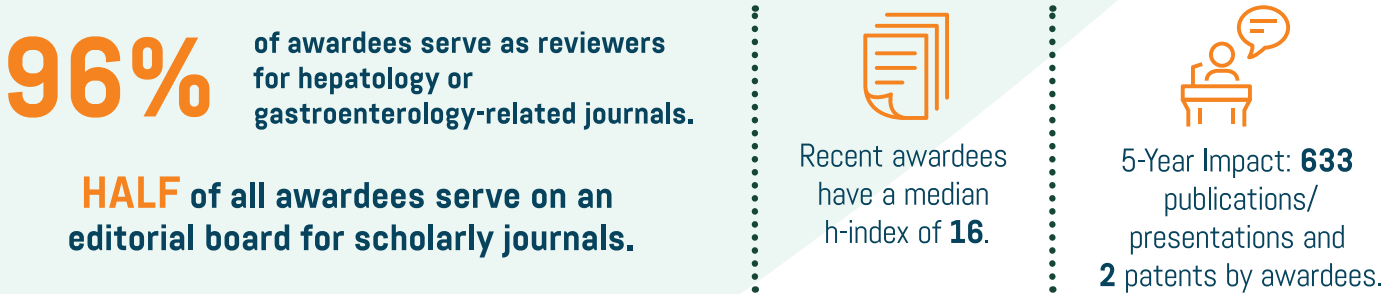 96%
of awardees serve as reviewers
for hepatology or
gastroenterology-related journals.
HALF of all awardees serve on an
editorial board for scholarly journals.
Recent awardees
have a median
h-index of 16.
5-Year Impact: 633
publications/
presentations and
2 patents by awardees.